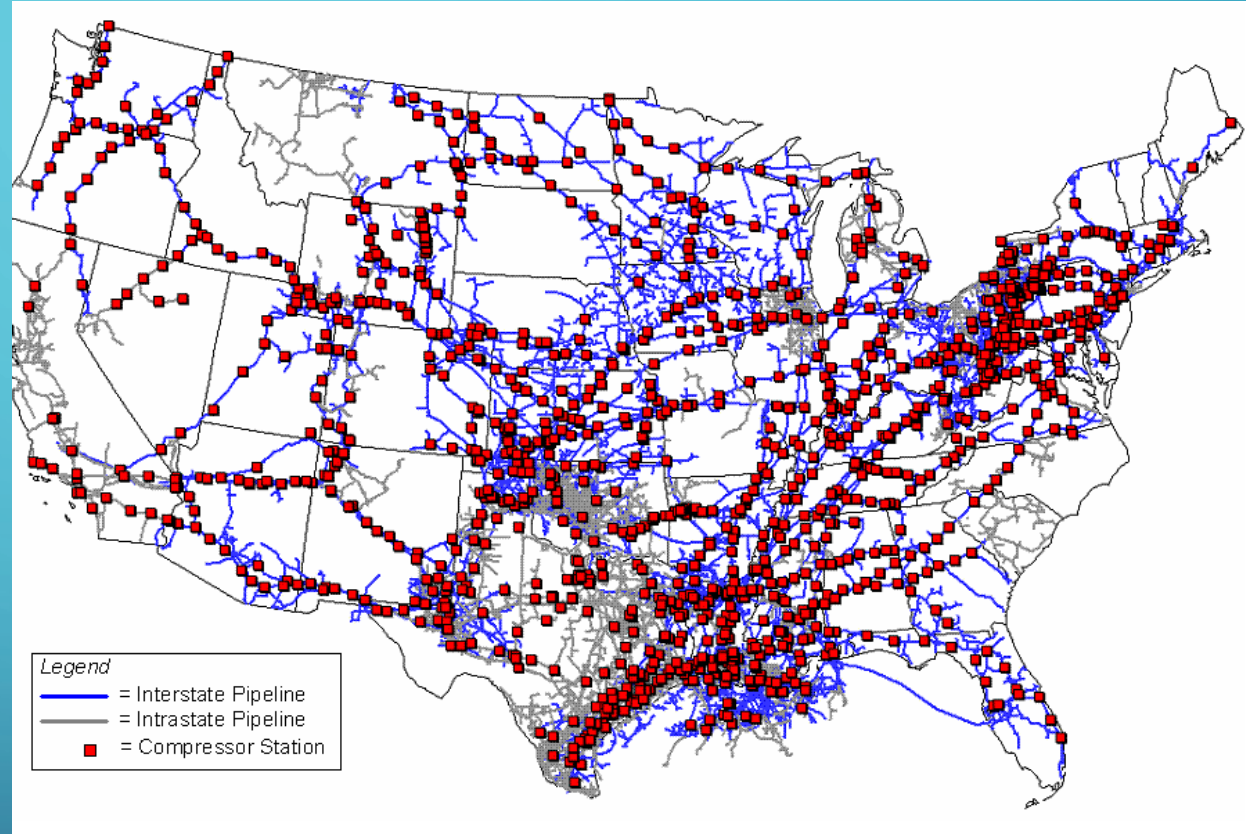 Legend
= Interstate Pipeline
= Intrastate Pipeline
= Compressor Station